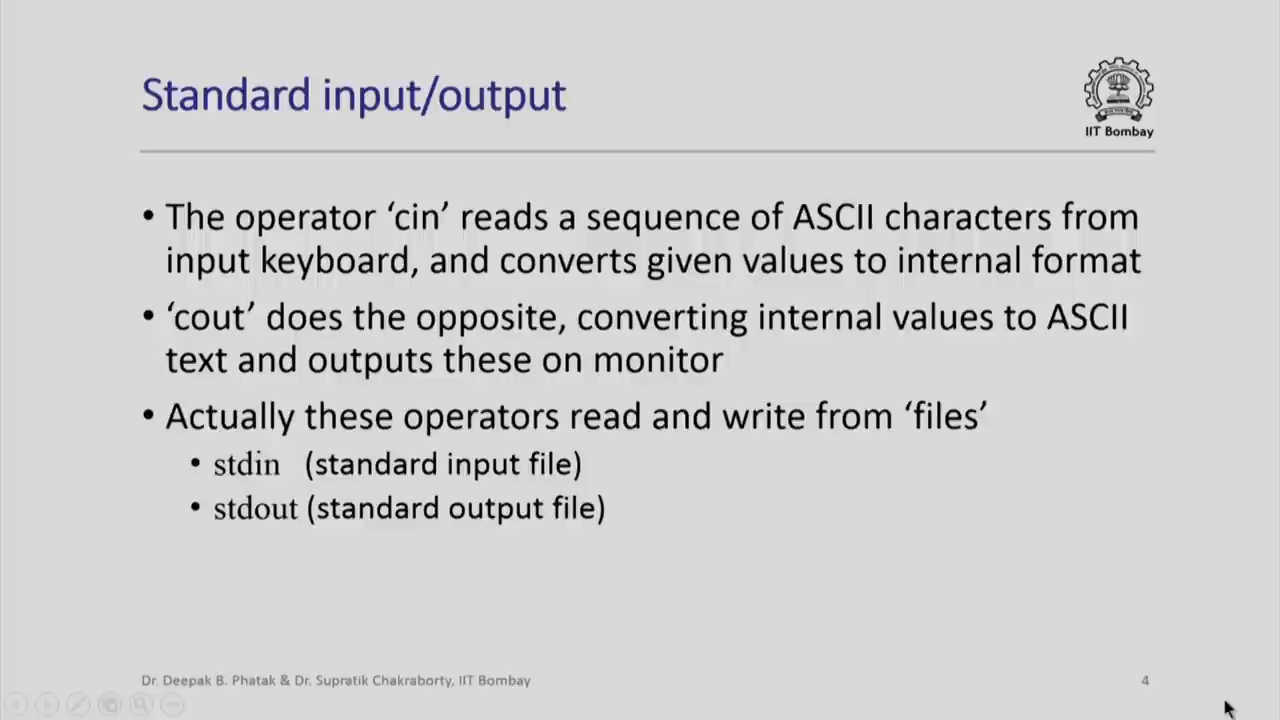 Standard input/output
IIT Bombay
• The operator ‘cin’ reads a sequence of ASCII characters from
input keyboard, and converts given values to internal format
• ‘cout’ does the opposite, converting internal values to ASCII
text and outputs these on monitor
• Actually these operators read and write from ‘files’
• stdin (standard input file)
• stdout (standard output file)
Dr. Deepak B. Phatak & Dr. Supratik Chakraborty, IIT Bombay
4